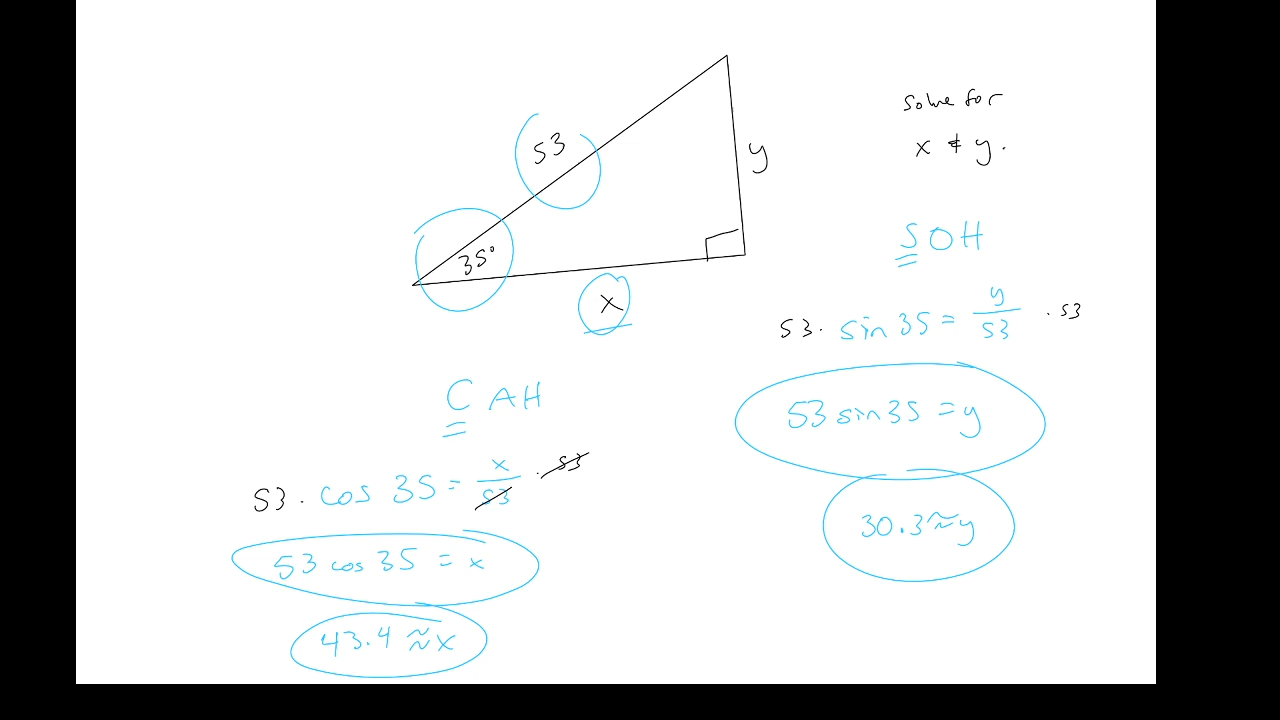 53
y
35°
x
solve for
x & y.
CAH
53 · cos 35 = x/53 · 53
53 cos 35 = x
43.4 ≈ x
SOH
53 · sin 35 = y/53 · 53
53 sin 35 = y
30.3 ≈ y